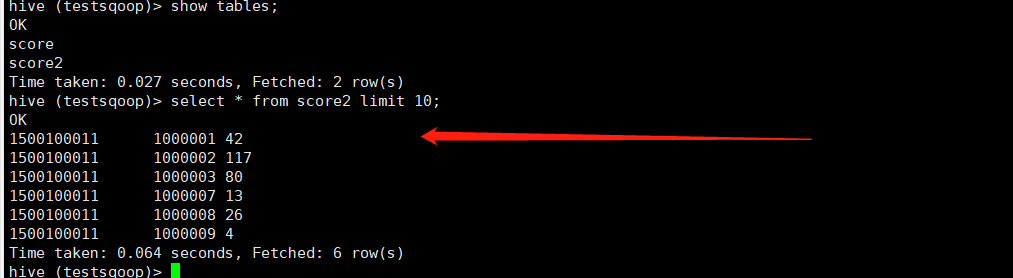 hive (testsqoop)> show tables;
OK
score
score2
Time taken: 0.027 seconds, Fetched: 2 row(s)
hive (testsqoop)> select * from score2 limit 10;
OK
1500100011      1000001 42
1500100011      1000002 117
1500100011      1000003 80
1500100011      1000007 13
1500100011      1000008 26
1500100011      1000009 4
Time taken: 0.064 seconds, Fetched: 6 row(s)
hive (testsqoop)>